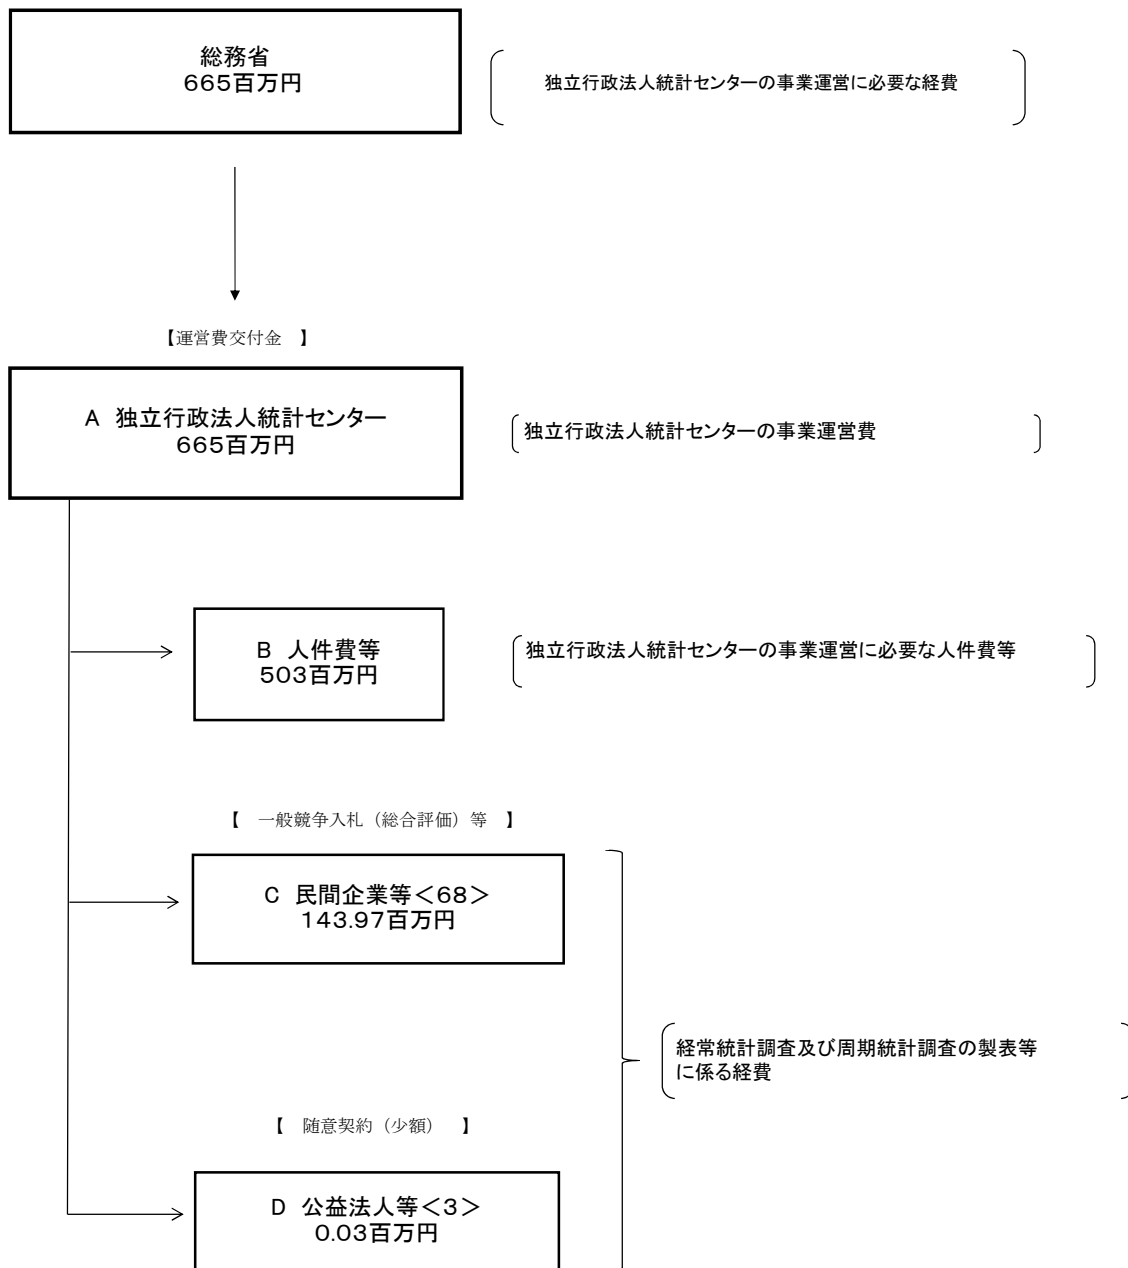 総務省
665百万円
独立行政法人統計センターの事業運営に必要な経費
【運営費交付金　】
A　独立行政法人統計センター
665百万円
独立行政法人統計センターの事業運営費
B　人件費等
503百万円
独立行政法人統計センターの事業運営に必要な人件費等
【　一般競争入札（総合評価）等　】
C　民間企業等＜68＞
143.97百万円
経常統計調査及び周期統計調査の製表等
に係る経費
【　随意契約（少額）　】
D　公益法人等＜3＞
0.03百万円